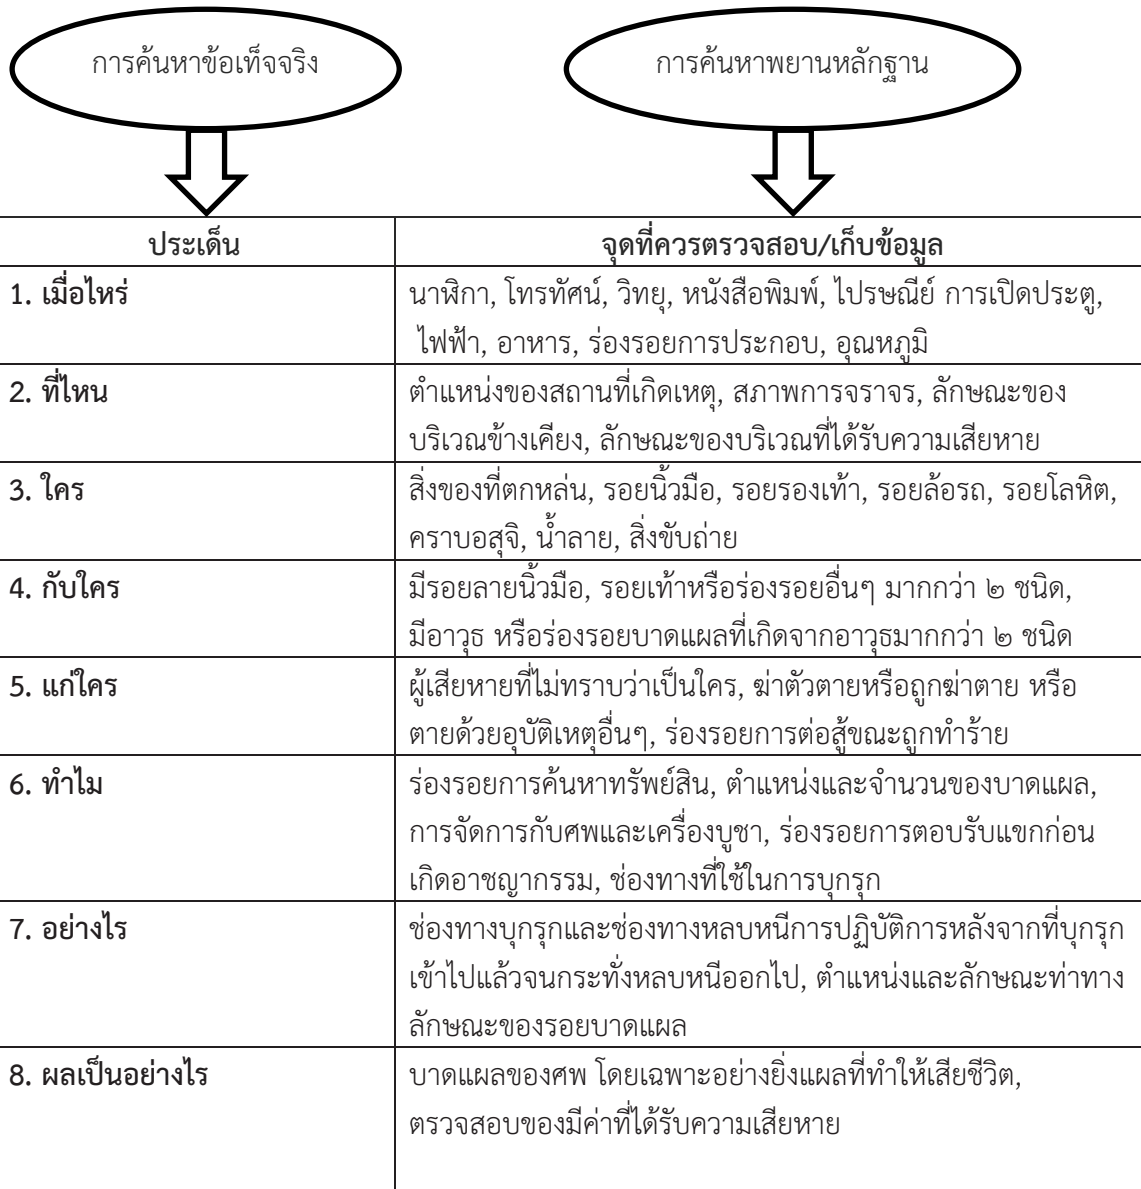 การค้นหาข้อเท็จจริง
การค้นหาพยานหลักฐาน
ประเด็น
จุดที่ควรตรวจสอบ/เก็บข้อมูล
1. เมื่อไหร่
นาฬิกา, โทรทัศน์, วิทยุ, หนังสือพิมพ์, ไปรษณีย์ การเปิดประตู,
ไฟฟ้า, อาหาร, ร่องรอยการประกอบ, อุณหภูมิ
2. ที่ไหน
ตำแหน่งของสถานที่เกิดเหตุ, สภาพการจราจร, ลักษณะของ
บริเวณข้างเคียง, ลักษณะของบริเวณที่ได้รับความเสียหาย
3. ใคร
สิ่งของที่ตกหล่น, รอยนิ้วมือ, รอยรองเท้า, รอยล้อรถ, รอยโลหิต,
คราบอสุจิ, น้ำลาย, สิ่งขับถ่าย
4. กับใคร
มีรอยลายนิ้วมือ, รอยเท้าหรือร่องรอยอื่นๆ มากกว่า ๒ ชนิด,
มีอาวุธ หรือร่องรอยบาดแผลที่เกิดจากอาวุธมากกว่า ๒ ชนิด
5. แก่ใคร
ผู้เสียหายที่ไม่ทราบว่าเป็นใคร, ฆ่าตัวตายหรือถูกฆ่าตาย หรือ
ตายด้วยอุบัติเหตุอื่นๆ, ร่องรอยการต่อสู้ขณะถูกทำร้าย
6. ทำไม
ร่องรอยการค้นหาทรัพย์สิน, ตำแหน่งและจำนวนของบาดแผล,
การจัดการกับศพและเครื่องบูชา, ร่องรอยการตอบรับแขกก่อน
เกิดอาชญากรรม, ช่องทางที่ใช้ในการบุกรุก
7. อย่างไร
ช่องทางบุกรุกและช่องทางหลบหนีการปฏิบัติการหลังจากที่บุกรุก
เข้าไปแล้วจนกระทั่งหลบหนีออกไป, ตำแหน่งและลักษณะท่าทาง
ลักษณะของรอยบาดแผล
8. ผลเป็นอย่างไร
บาดแผลของศพ โดยเฉพาะอย่างยิ่งแผลที่ทำให้เสียชีวิต,
ตรวจสอบของมีค่าที่ได้รับความเสียหาย